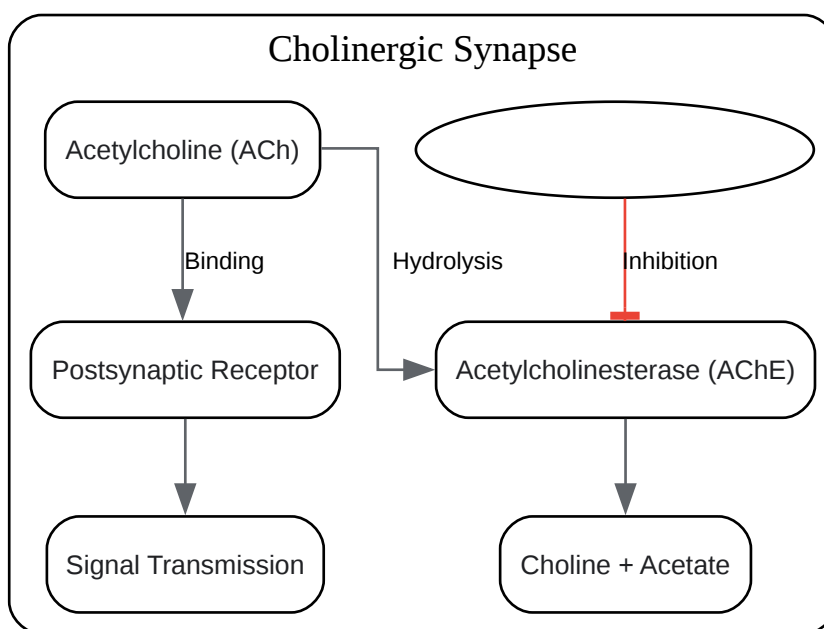 Cholinergic Synapse
Acetylcholine (ACh)
Binding
Hydrolysis
Inhibition
Postsynaptic Receptor
Acetylcholinesterase (AChE)
Signal Transmission
Choline + Acetate